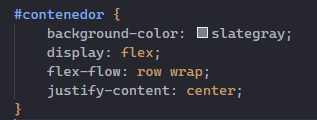 #contenedor {
    background-color: slategray;
    display: flex;
    flex-flow: row wrap;
    justify-content: center;
}